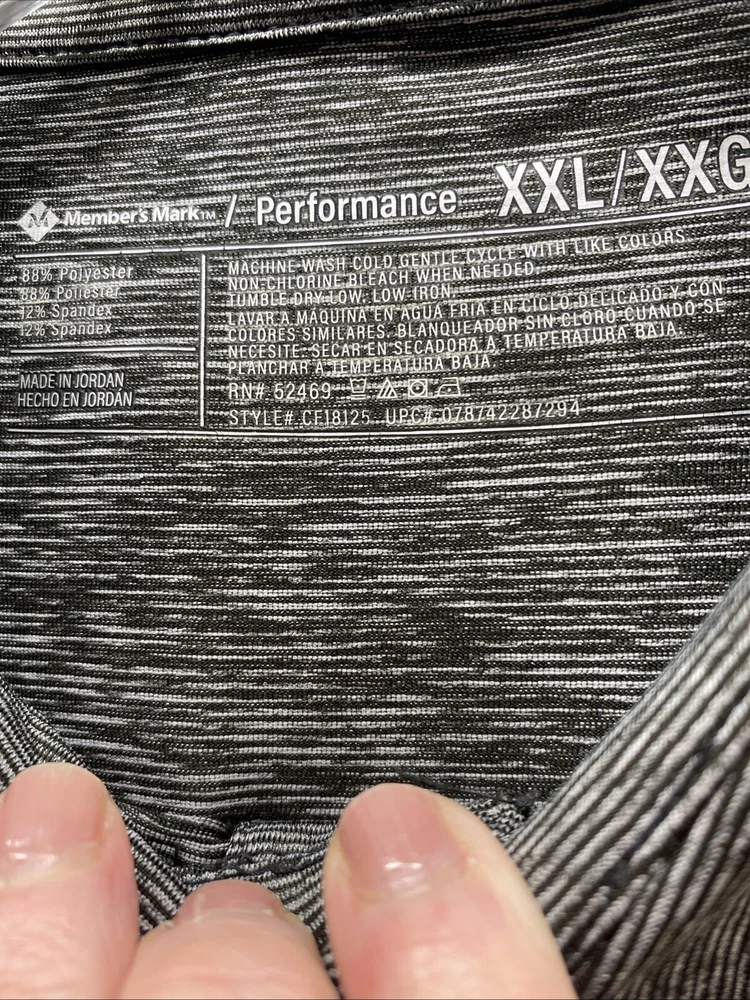 M Member's Mark™ / Performance XXL/XXG
88% Polyester
88% Poliester
12% Spandex
12% Spandex
MADE IN JORDAN
HECHO EN JORDÁN
MACHINE WASH COLD GENTLE CYCLE WITH LIKE COLORS.
NON-CHLORINE BLEACH WHEN NEEDED.
TUMBLE DRY LOW. LOW IRON.
LAVAR A MÁQUINA EN AGUA FRÍA EN CICLO DELICADO Y CON
COLORES SIMILARES. BLANQUEADOR SIN CLORO CUANDO SE
NECESITE. SECAR EN SECADORA A TEMPERATURA BAJA.
PLANCHAR A TEMPERATURA BAJA.
RN# 52469
STYLE# CF18125 UPC# 078742287294